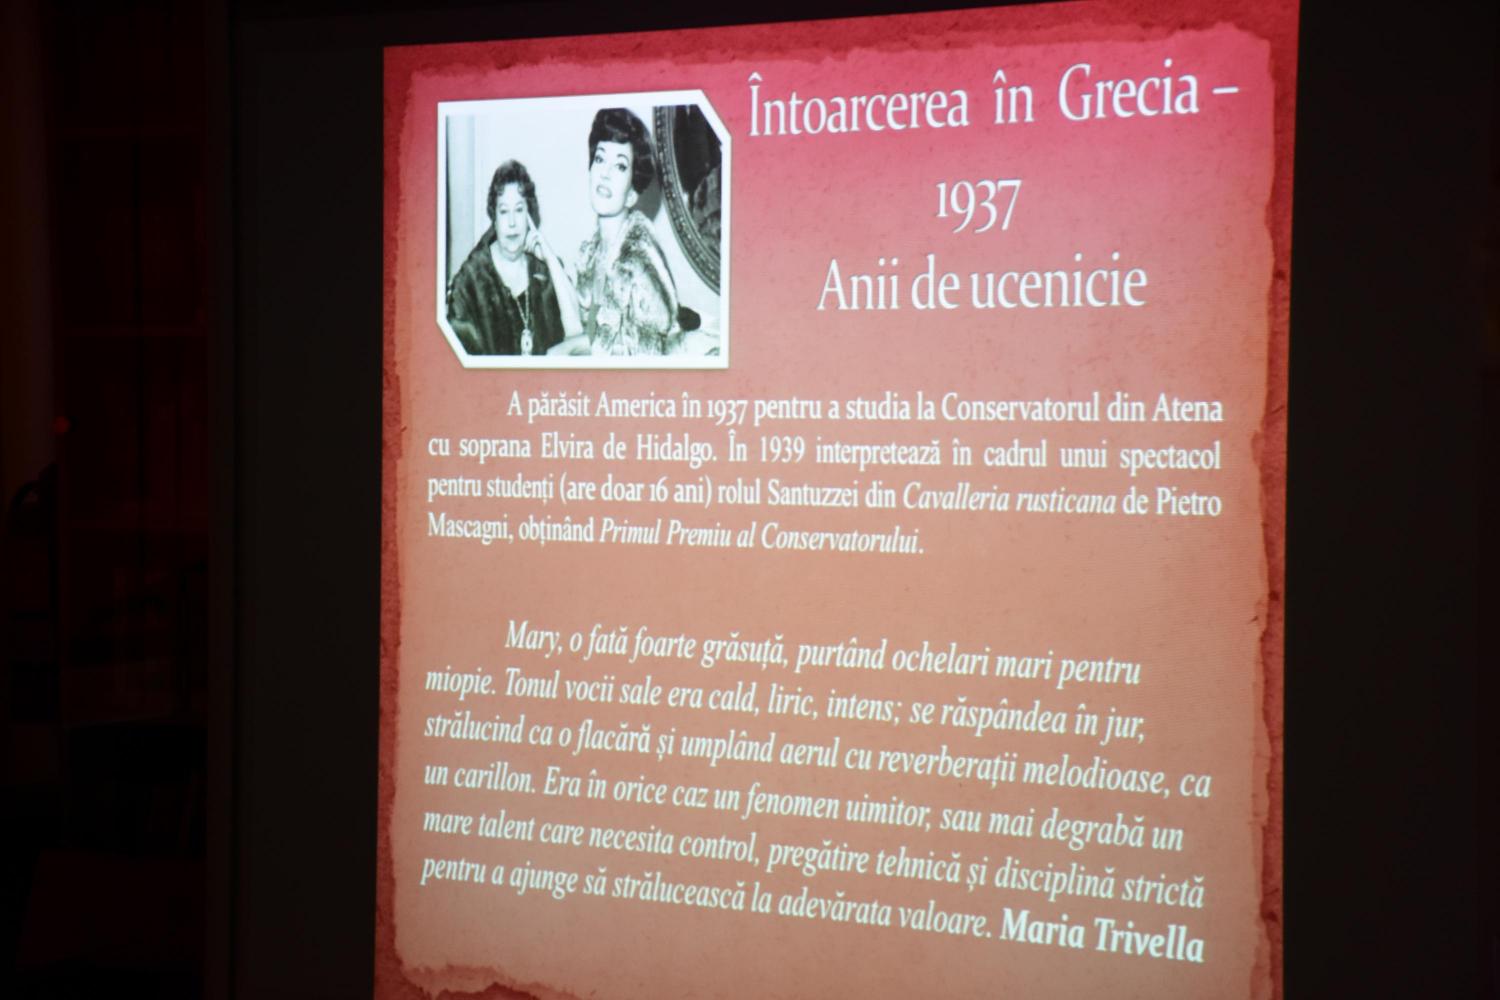 Întoarcerea în Grecia –
1937
Anii de ucenicie
A părăsit America în 1937 pentru a studia la Conservatorul din Atena
cu soprana Elvira de Hidalgo. În 1939 interpretează în cadrul unui spectacol
pentru studenți (are doar 16 ani) rolul Santuzzei din Cavalleria rusticana de Pietro
Mascagni, obținând Primul Premiu al Conservatorului.
Mary, o fată foarte grăsuță, purtând ochelari mari pentru
miopie. Tonul vocii sale era cald, liric, intens; se răspândea în jur,
strălucind ca o flacără și umplând aerul cu reverberații melodioase, ca
un carillon. Era în orice caz un fenomen uimitor, sau mai degrabă un
mare talent care necesita control, pregătire tehnică și disciplină strictă
pentru a ajunge să strălucească la adevărata valoare. Maria Trivella